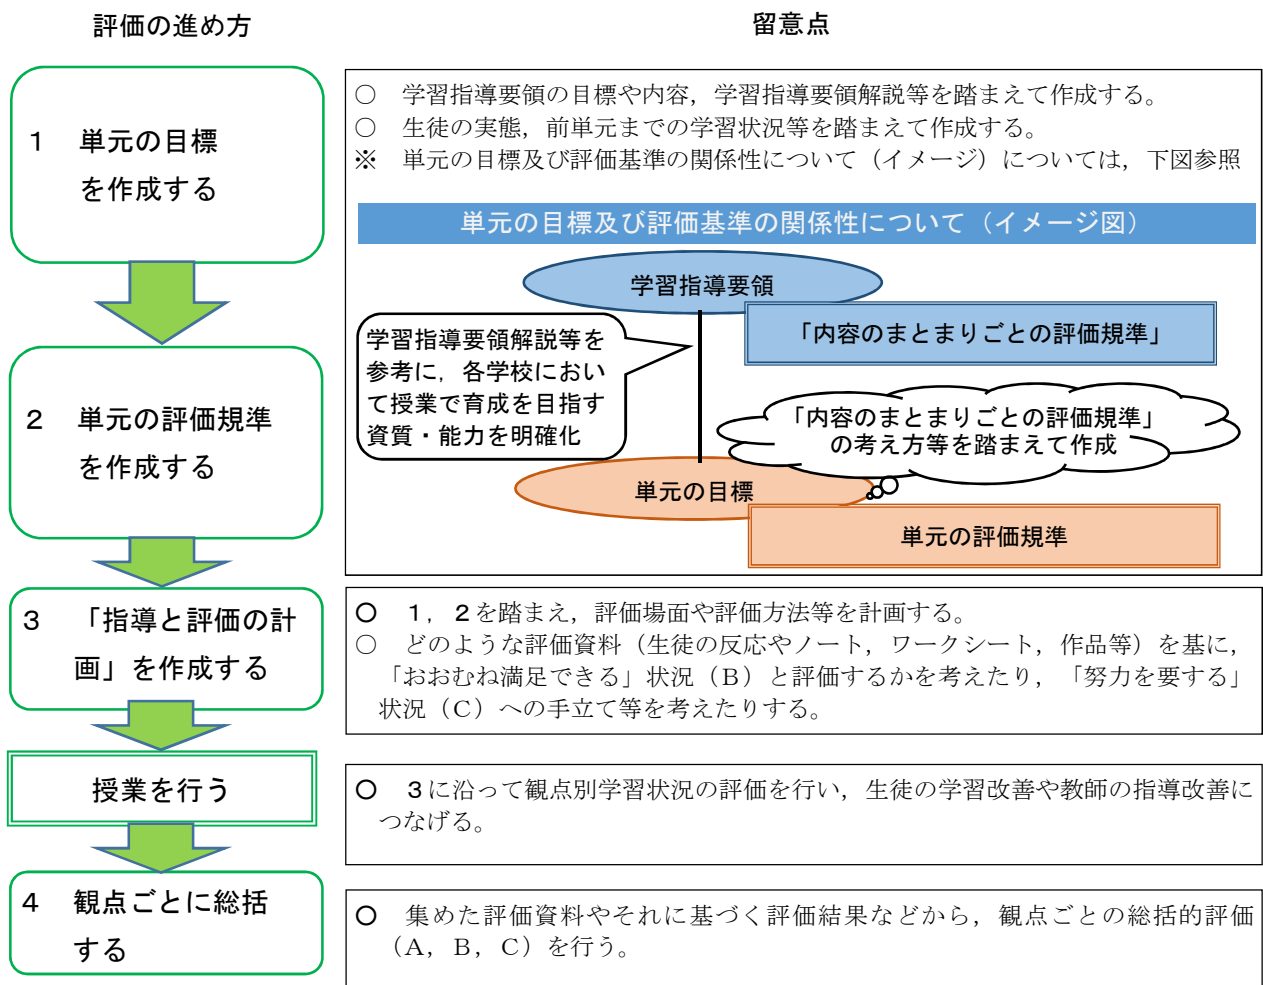 評価の進め方
留意点
1 単元の目標
を作成する
○ 学習指導要領の目標や内容，学習指導要領解説等を踏まえて作成する。
○ 生徒の実態，前単元までの学習状況等を踏まえて作成する。
※ 単元の目標及び評価基準の関係性について（イメージ）については，下図参照
単元の目標及び評価基準の関係性について（イメージ図）
学習指導要領
「内容のまとまりごとの評価規準」
学習指導要領解説等を
参考に，各学校におい
て授業で育成を目指す
資質・能力を明確化
「内容のまとまりごとの評価規準」
の考え方等を踏まえて作成
単元の目標
単元の評価規準
2 単元の評価規準
を作成する
3 「指導と評価の計
画」を作成する
○ 1，2を踏まえ，評価場面や評価方法等を計画する。
○ どのような評価資料（生徒の反応やノート，ワークシート，作品等）を基に，
「おおむね満足できる」状況（B）と評価するかを考えたり，「努力を要する」
状況（C）への手立て等を考えたりする。
授業を行う
○ 3に沿って観点別学習状況の評価を行い，生徒の学習改善や教師の指導改善に
つなげる。
4 観点ごとに総括
する
○ 集めた評価資料やそれに基づく評価結果などから，観点ごとの総括的評価
（A，B，C）を行う。